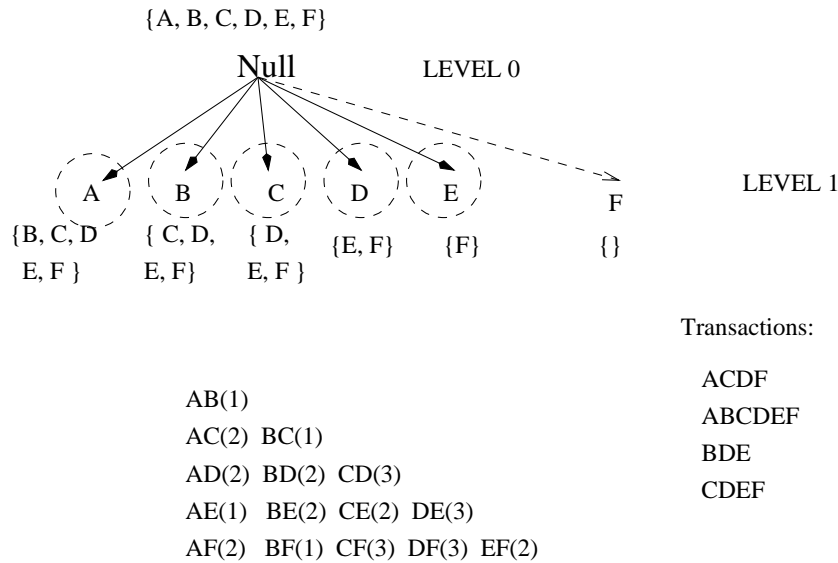 {A, B, C, D, E, F}
Null LEVEL 0
A B C D E F LEVEL 1
{B, C, D { C, D, { D, {E, F} {F} {}
E, F } E, F} E, F }
Transactions:
ACDF
ABCDEF
BDE
CDEF
AB(1)
AC(2) BC(1)
AD(2) BD(2) CD(3)
AE(1) BE(2) CE(2) DE(3)
AF(2) BF(1) CF(3) DF(3) EF(2)